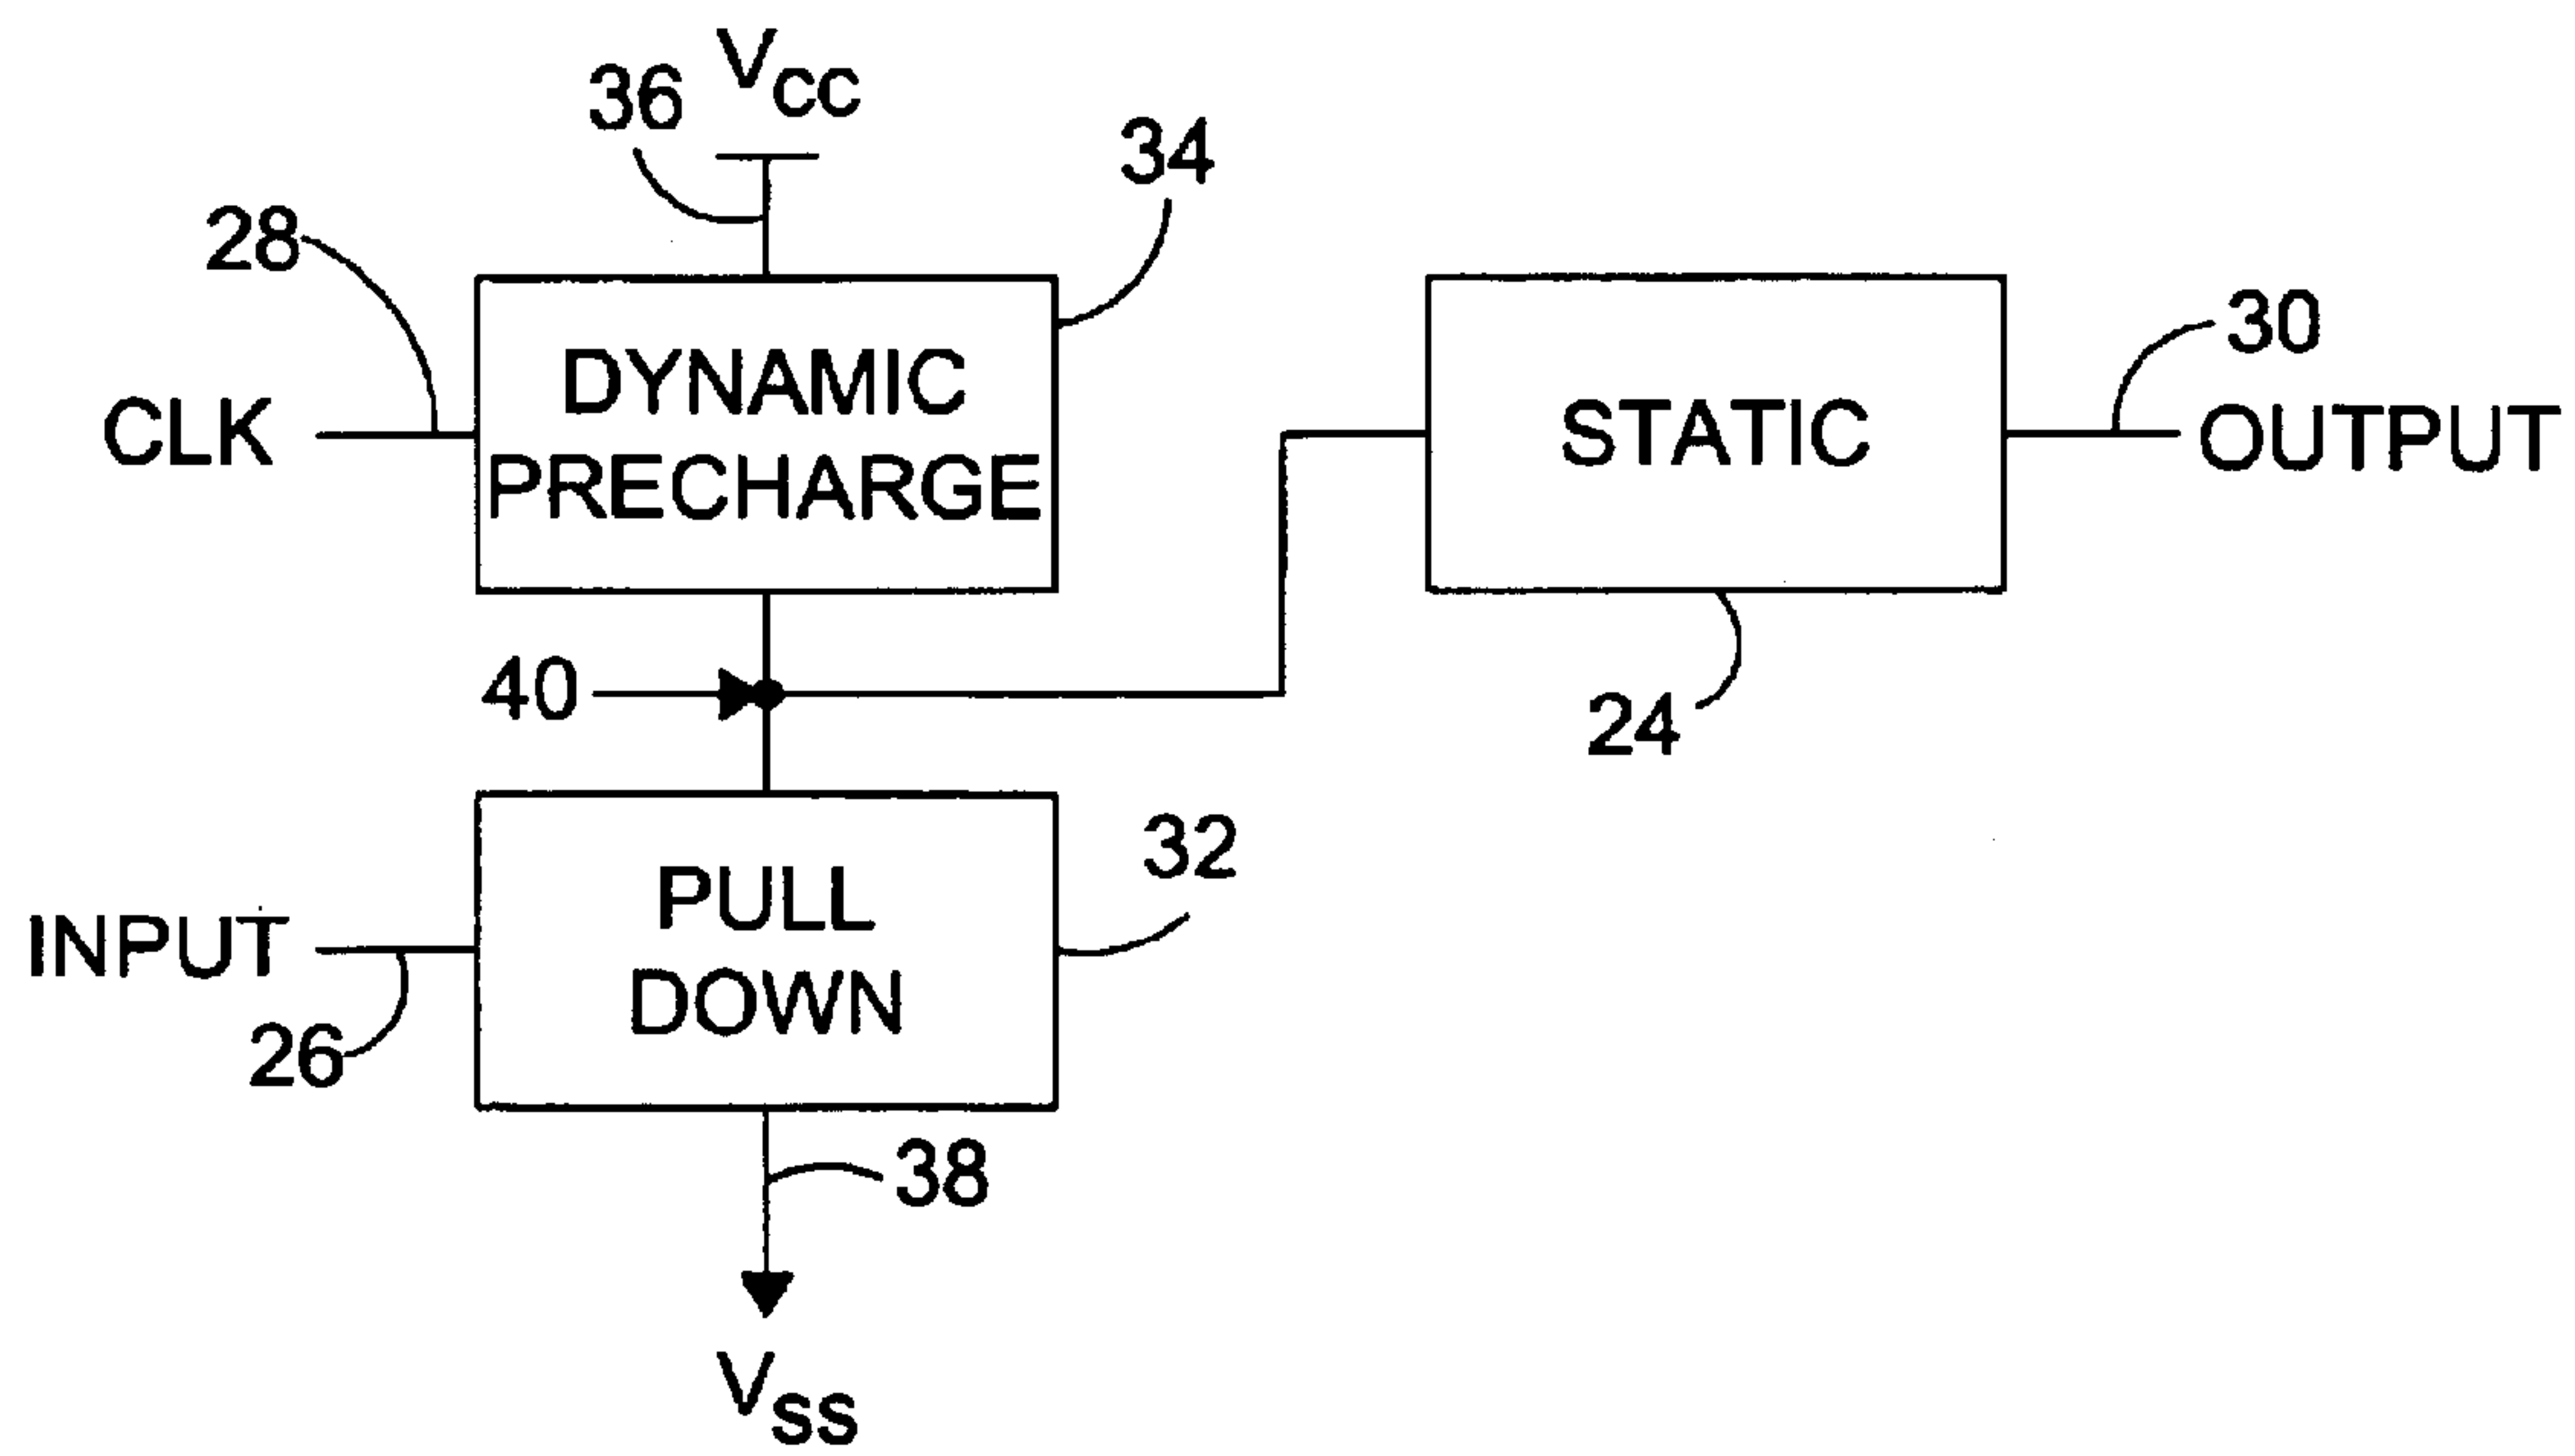 VCC
36
34
28
CLK
DYNAMIC
PRECHARGE
STATIC
30
OUTPUT
40
24
INPUT
26
PULL
DOWN
32
38
VSS